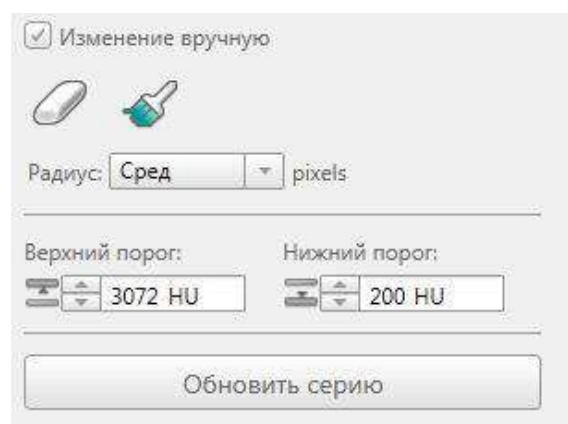 Изменение вручную
Радиус: Сред pixels
Верхний порог: Нижний порог:
3072 HU 200 HU
Обновить серию